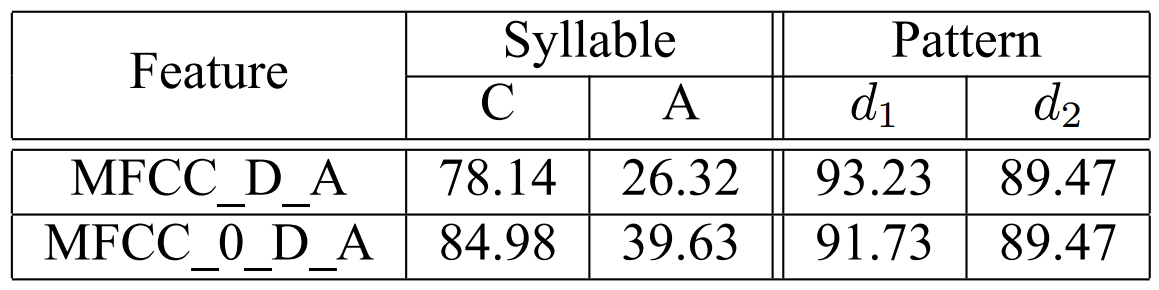 Feature Syllable Pattern
C A d1 d2
MFCC_D_A 78.14 26.32 93.23 89.47
MFCC_0_D_A 84.98 39.63 91.73 89.47